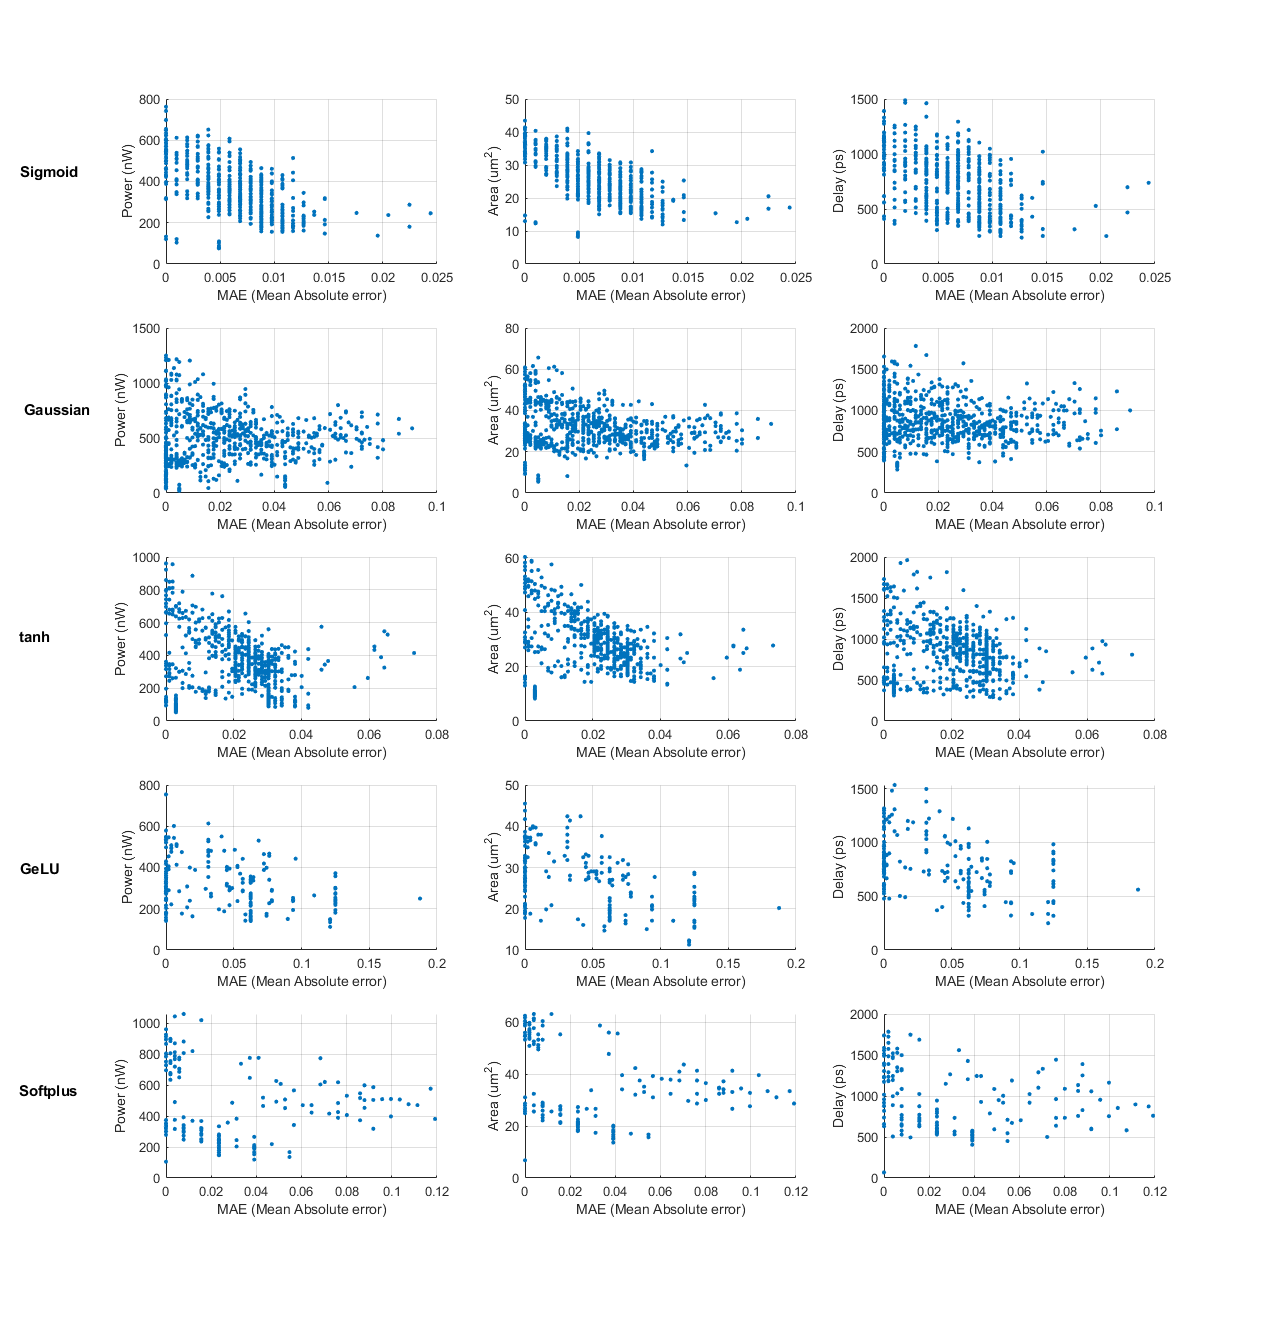 Sigmoid
Power (nW)
800
600
400
200
0
0 0.005 0.01 0.015 0.02 0.025
MAE (Mean Absolute error)
Area (um²)
50
40
30
20
10
0
0 0.005 0.01 0.015 0.02 0.025
MAE (Mean Absolute error)
Delay (ps)
1500
1000
500
0
0 0.005 0.01 0.015 0.02 0.025
MAE (Mean Absolute error)
Gaussian
Power (nW)
1500
1000
500
0
0 0.02 0.04 0.06 0.08 0.1
MAE (Mean Absolute error)
Area (um²)
80
60
40
20
0
0 0.02 0.04 0.06 0.08 0.1
MAE (Mean Absolute error)
Delay (ps)
2000
1500
1000
500
0
0 0.02 0.04 0.06 0.08 0.1
MAE (Mean Absolute error)
tanh
Power (nW)
1000
800
600
400
200
0
0 0.02 0.04 0.06 0.08
MAE (Mean Absolute error)
Area (um²)
60
40
20
0
0 0.02 0.04 0.06 0.08
MAE (Mean Absolute error)
Delay (ps)
2000
1500
1000
500
0
0 0.02 0.04 0.06 0.08
MAE (Mean Absolute error)
GeLU
Power (nW)
800
600
400
200
0
0 0.05 0.1 0.15 0.2
MAE (Mean Absolute error)
Area (um²)
50
40
30
20
10
0 0.05 0.1 0.15 0.2
MAE (Mean Absolute error)
Delay (ps)
1500
1000
500
0
0 0.05 0.1 0.15 0.2
MAE (Mean Absolute error)
Softplus
Power (nW)
1000
800
600
400
200
0
0 0.02 0.04 0.06 0.08 0.1 0.12
MAE (Mean Absolute error)
Area (um²)
60
40
20
0
0 0.02 0.04 0.06 0.08 0.1 0.12
MAE (Mean Absolute error)
Delay (ps)
2000
1500
1000
500
0
0 0.02 0.04 0.06 0.08 0.1 0.12
MAE (Mean Absolute error)